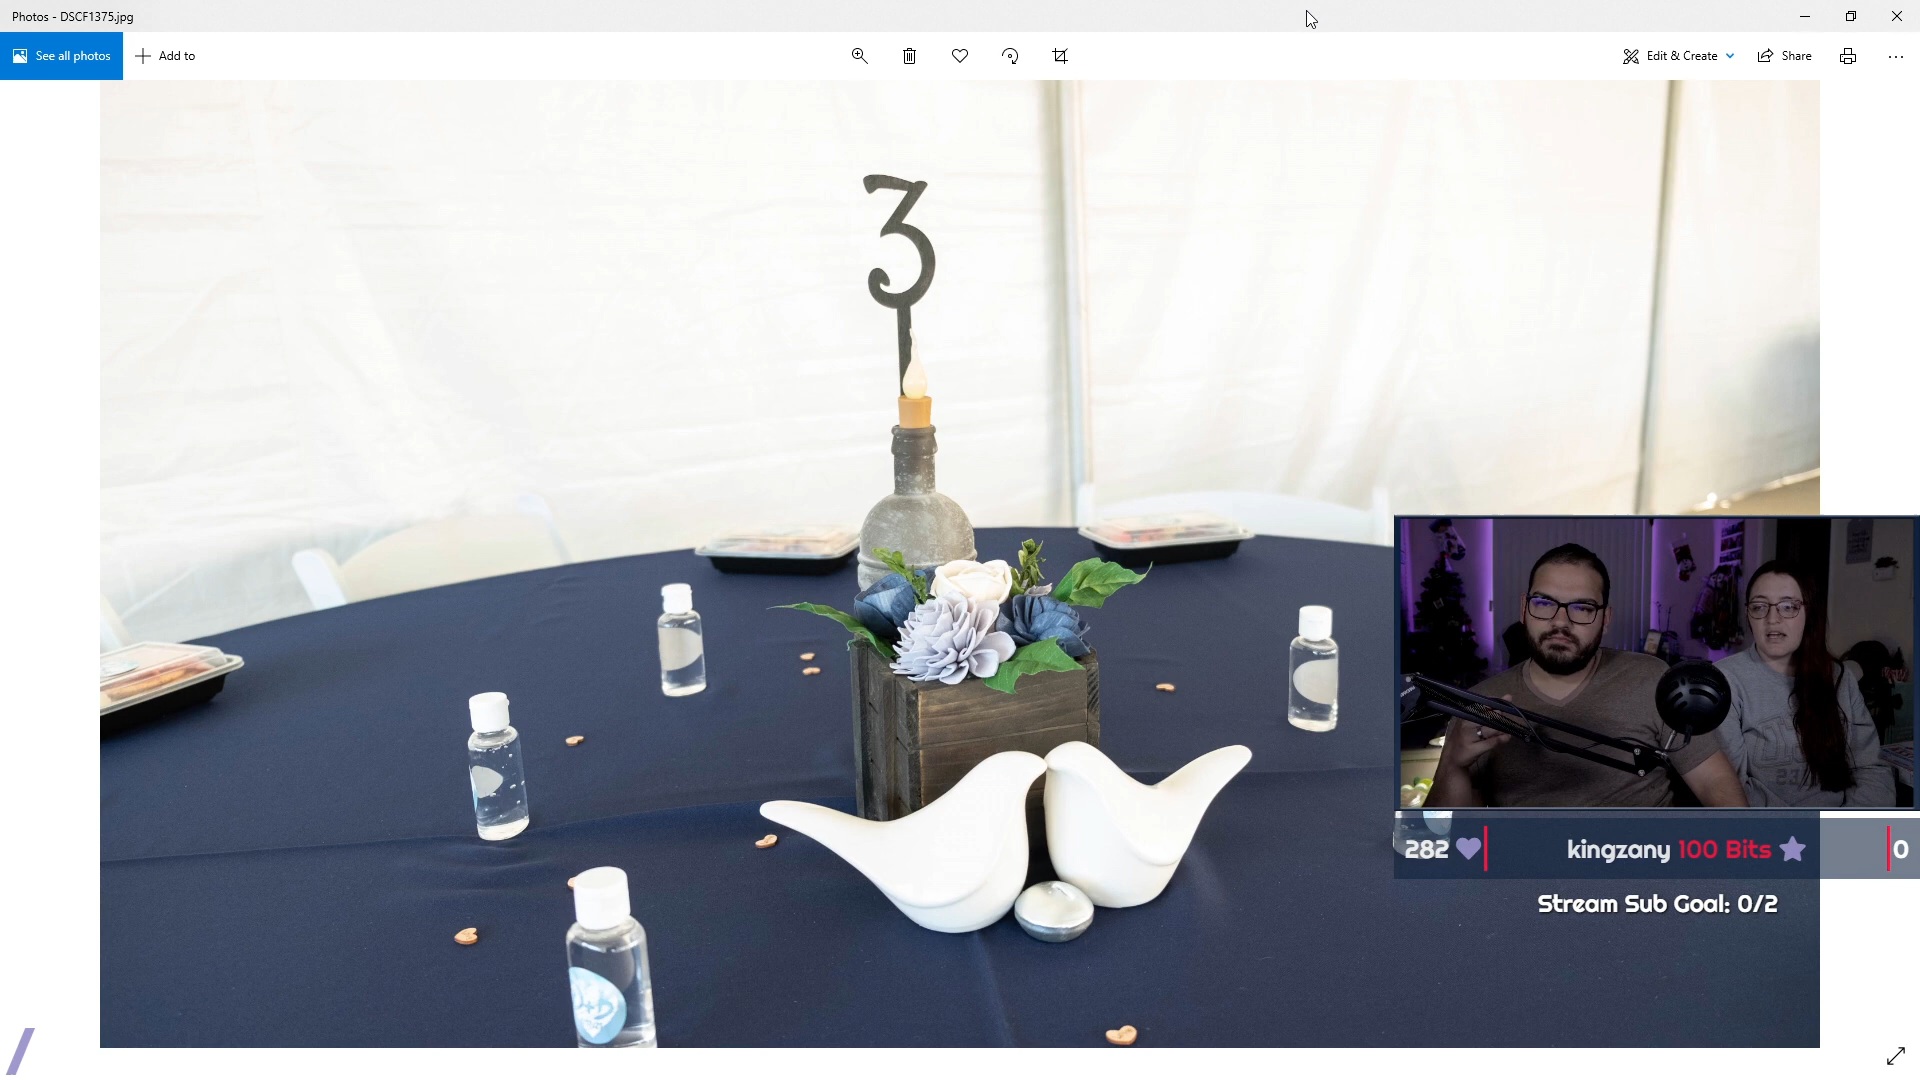 Photos - DSCF1375.jpg
See all photos
Add to
Edit & Create
Share
3
282
kingzany 100 Bits
0
Stream Sub Goal: 0/2